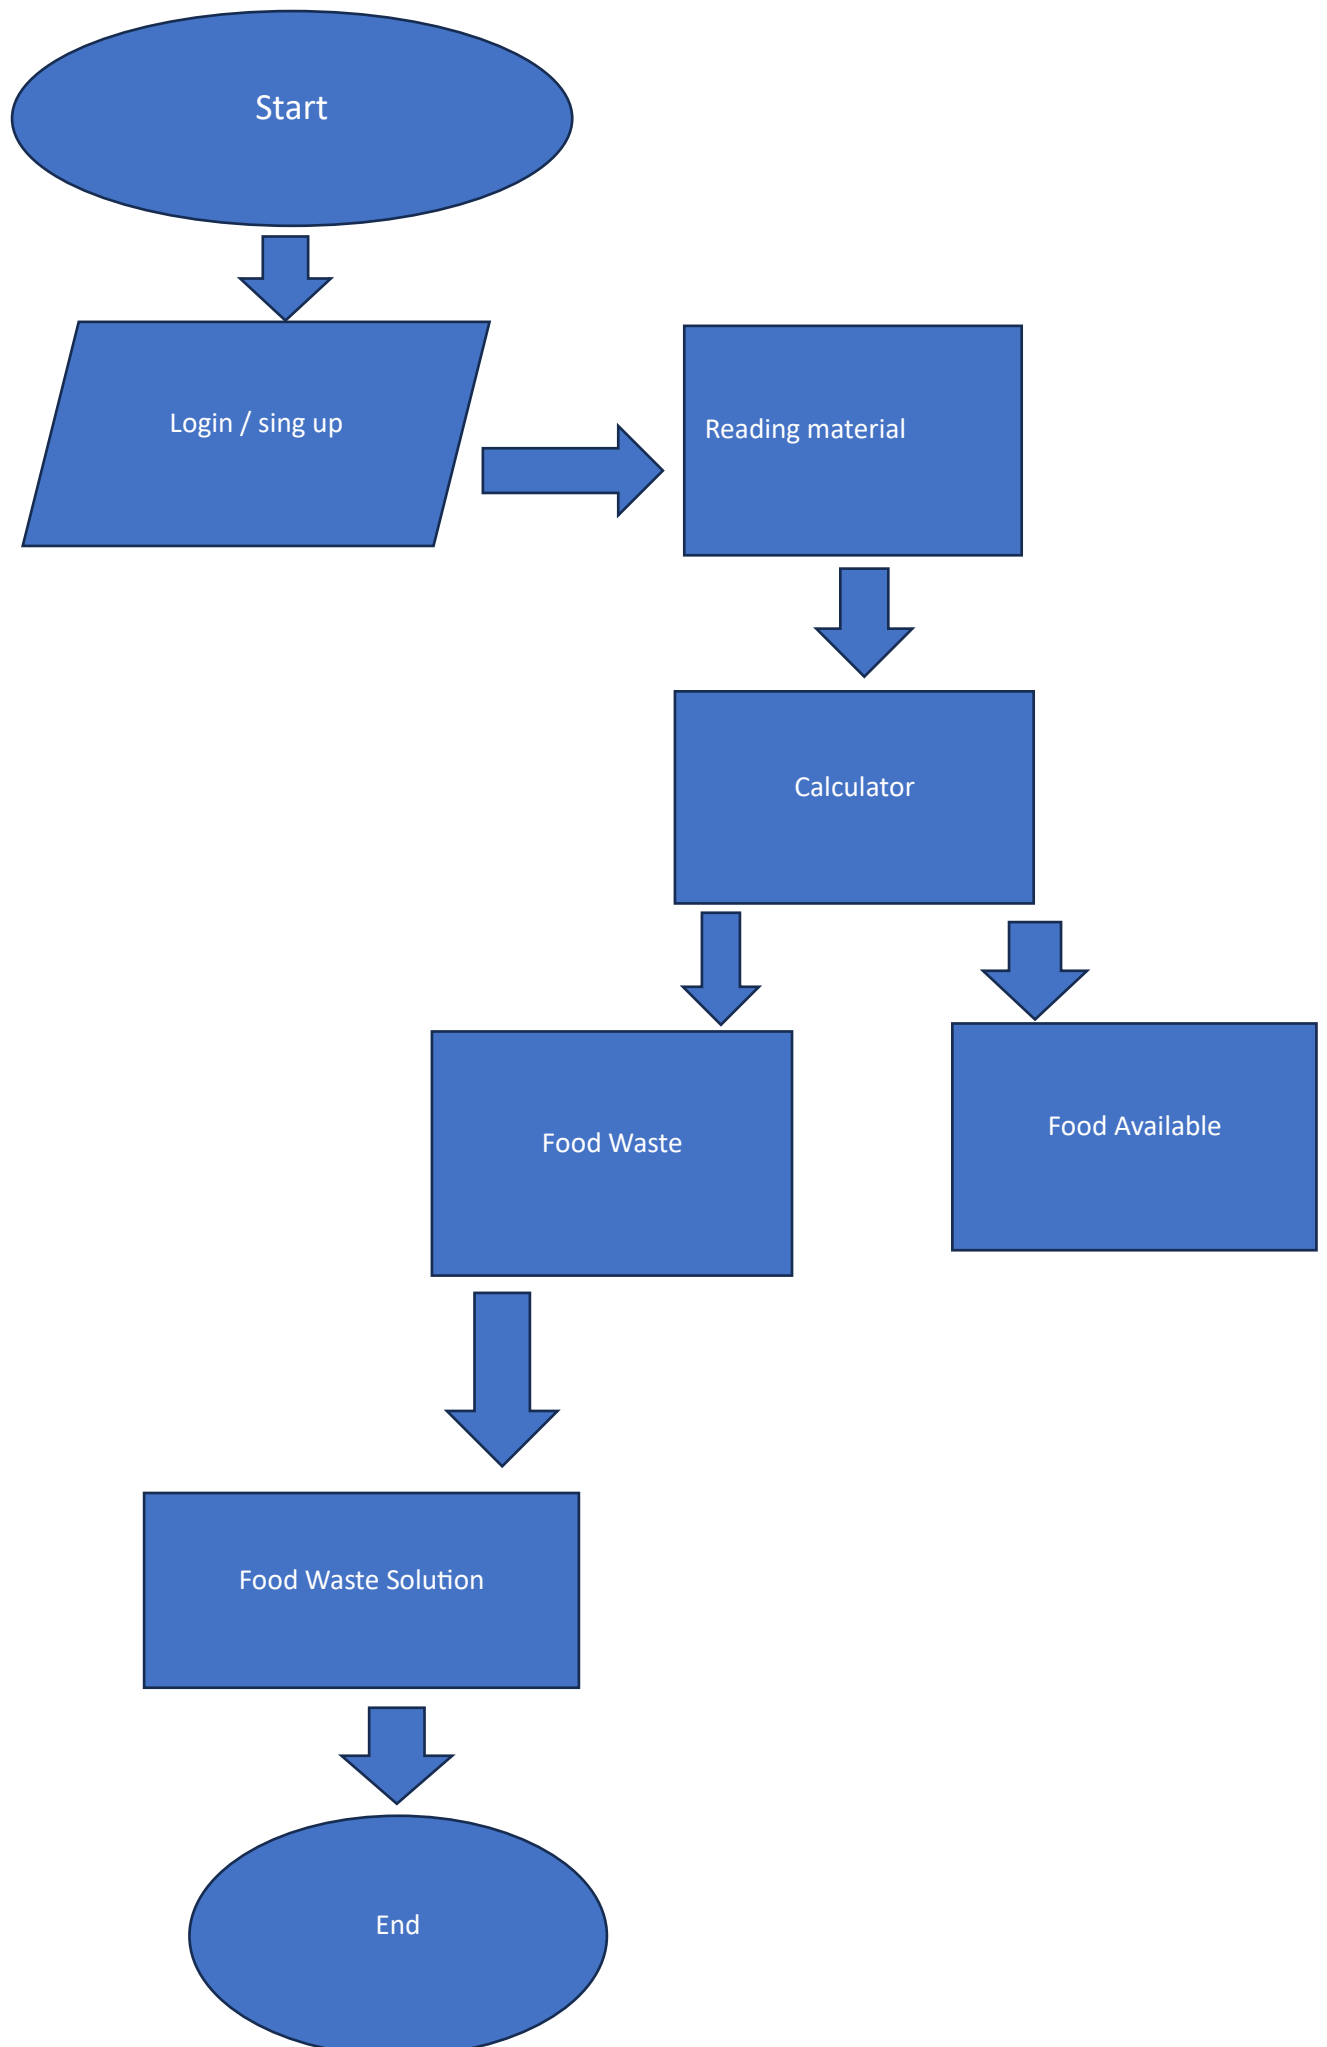 Start
Login / sing up
Reading material
Calculator
Food Waste
Food Available
Food Waste Solution
End